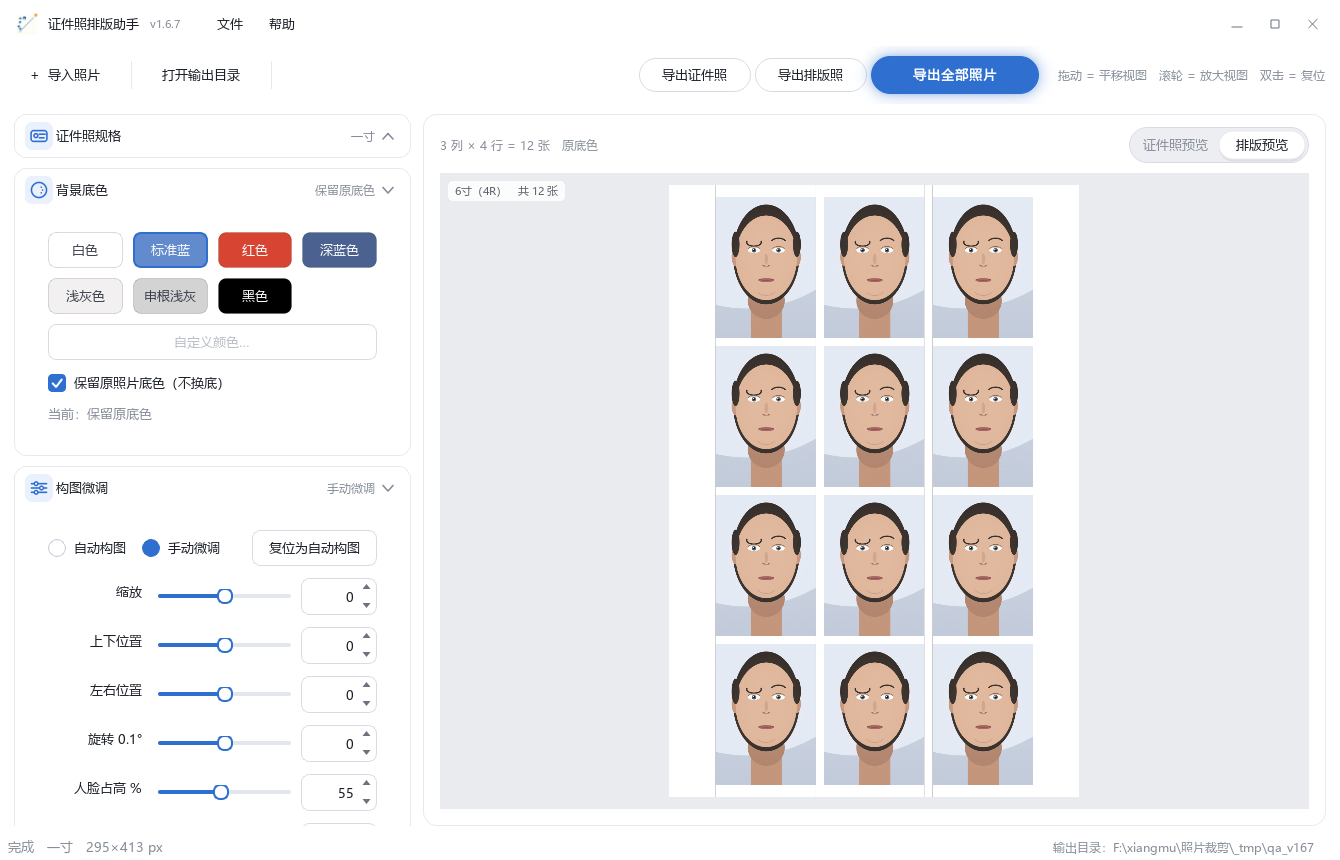 证件照排版助手 v1.6.7 文件 帮助
+ 导入照片 打开输出目录 导出证件照 导出排版照 导出全部照片 拖动 = 平移视图 滚轮 = 放大视图 双击 = 复位
证件照规格 一寸
背景底色 保留原底色
白色 标准蓝 红色 深蓝色
浅灰色 申根浅灰 黑色
自定义颜色...
保留原照片底色（不换底）
当前：保留原底色
构图微调 手动微调
自动构图 手动微调 复位为自动构图
缩放 0
上下位置 0
左右位置 0
旋转 0.1° 0
人脸占高 % 55
3 列 × 4 行 = 12 张 原底色 证件照预览 排版预览
6寸（4R） 共 12 张
完成 一寸 295×413 px 输出目录：F:\xiangmu\照片裁剪\_tmp\qa_v167